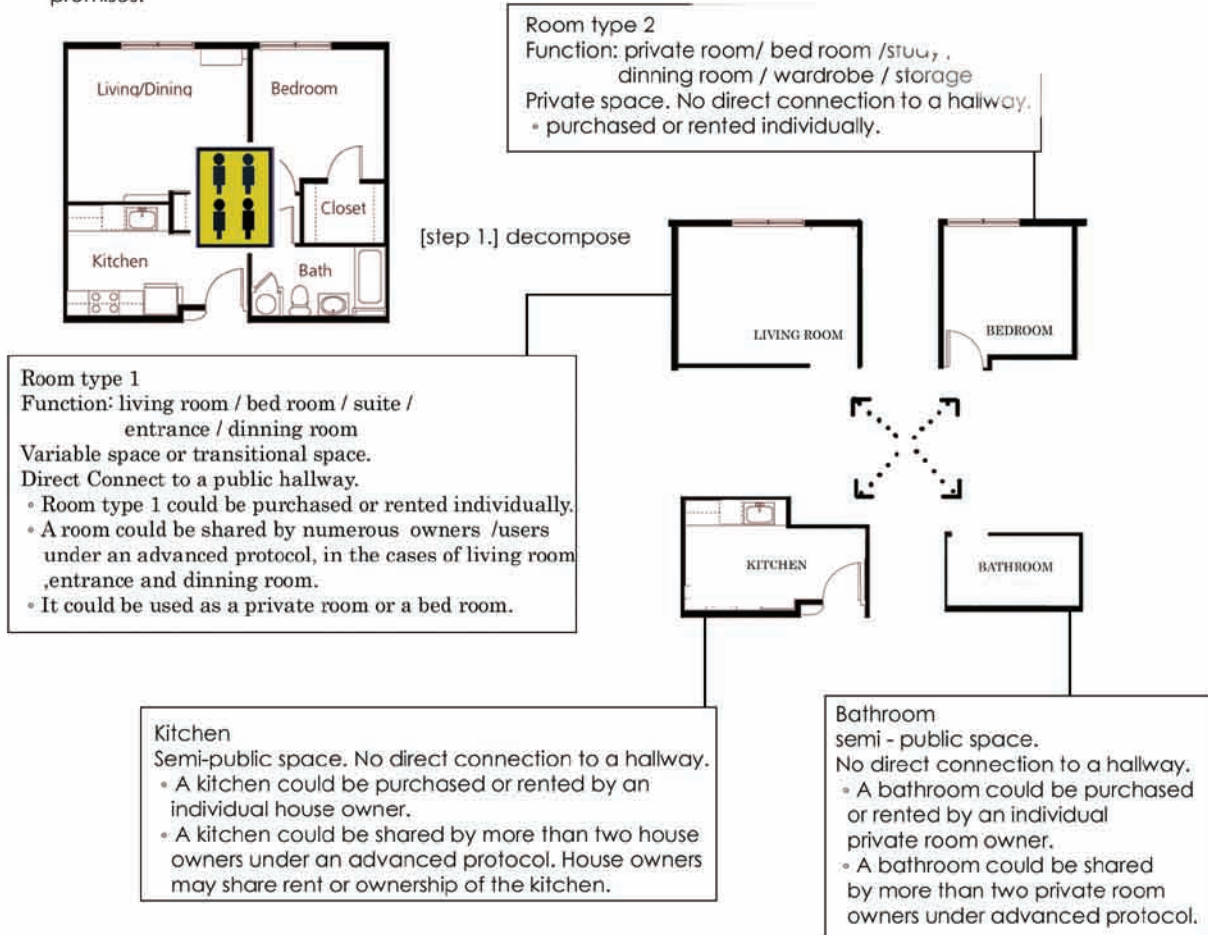 promises.
Room type 2
Function: private room/ bed room /study ,
dinning room / wardrobe / storage
Private space. No direct connection to a hallway.
◦ purchased or rented individually.
Living/Dining
Bedroom
Closet
Kitchen
Bath
[step 1.] decompose
LIVING ROOM
BEDROOM
Room type 1
Function: living room / bed room / suite /
entrance / dinning room
Variable space or transitional space.
Direct Connect to a public hallway.
◦ Room type 1 could be purchased or rented individually.
◦ A room could be shared by numerous owners /users
under an advanced protocol, in the cases of living room
,entrance and dinning room.
◦ It could be used as a private room or a bed room.
KITCHEN
BATHROOM
Kitchen
Semi-public space. No direct connection to a hallway.
◦ A kitchen could be purchased or rented by an
individual house owner.
◦ A kitchen could be shared by more than two house
owners under an advanced protocol. House owners
may share rent or ownership of the kitchen.
Bathroom
semi - public space.
No direct connection to a hallway.
◦ A bathroom could be purchased
or rented by an individual
private room owner.
◦ A bathroom could be shared
by more than two private room
owners under advanced protocol.